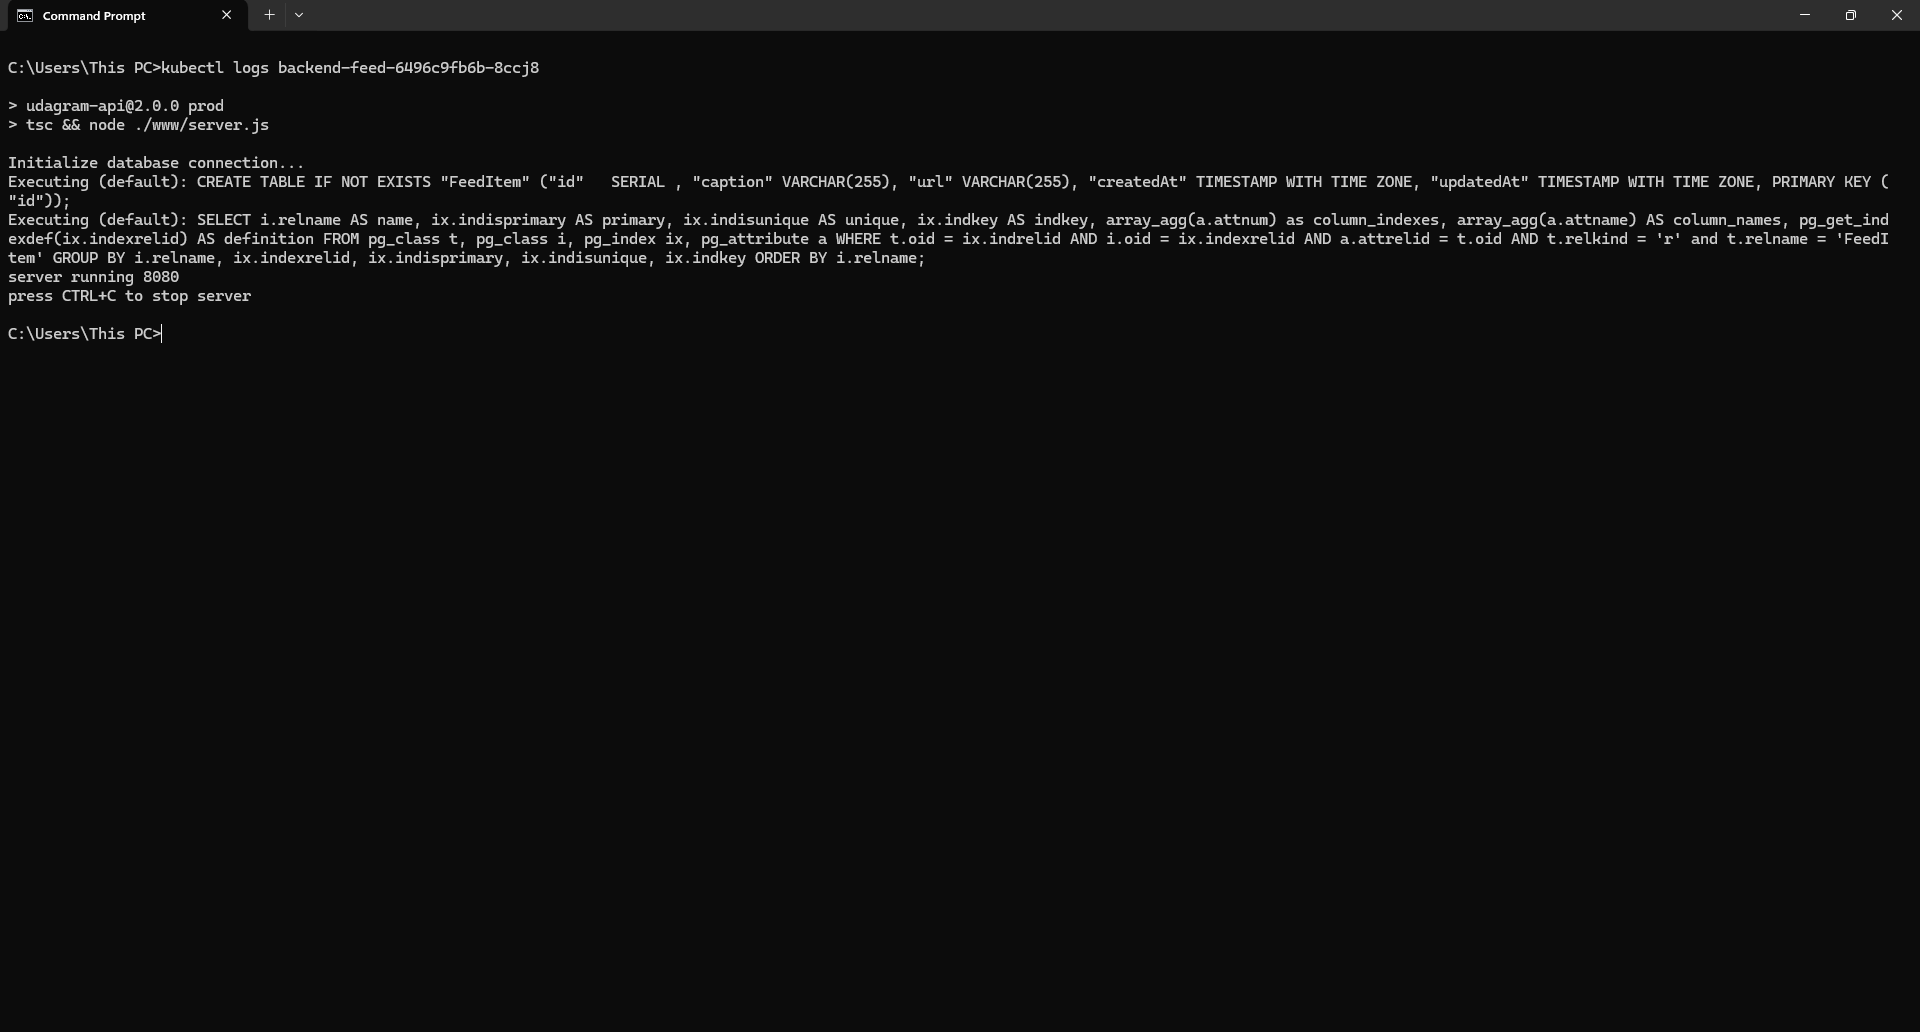 Command Prompt
C:\Users\This PC>kubectl logs backend-feed-6496c9fb6b-8ccj8
> udagram-api@2.0.0 prod
> tsc && node ./www/server.js
Initialize database connection...
Executing (default): CREATE TABLE IF NOT EXISTS "FeedItem" ("id"   SERIAL , "caption" VARCHAR(255), "url" VARCHAR(255), "createdAt" TIMESTAMP WITH TIME ZONE, "updatedAt" TIMESTAMP WITH TIME ZONE, PRIMARY KEY (
"id"));
Executing (default): SELECT i.relname AS name, ix.indisprimary AS primary, ix.indisunique AS unique, ix.indkey AS indkey, array_agg(a.attnum) as column_indexes, array_agg(a.attname) AS column_names, pg_get_ind
exdef(ix.indexrelid) AS definition FROM pg_class t, pg_class i, pg_index ix, pg_attribute a WHERE t.oid = ix.indrelid AND i.oid = ix.indexrelid AND a.attrelid = t.oid AND t.relkind = 'r' and t.relname = 'FeedI
tem' GROUP BY i.relname, ix.indexrelid, ix.indisprimary, ix.indisunique, ix.indkey ORDER BY i.relname;
server running 8080
press CTRL+C to stop server
C:\Users\This PC>